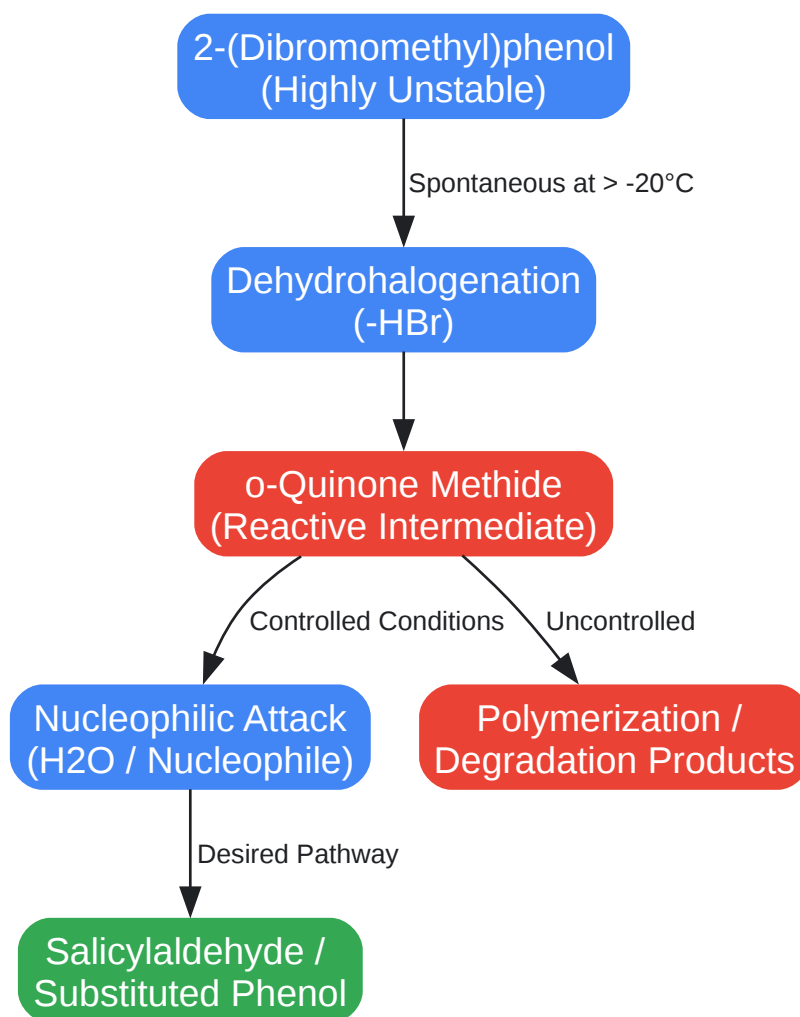 2-(Dibromomethyl)phenol
(Highly Unstable)
Spontaneous at > -20°C
Dehydrohalogenation
(-HBr)
o-Quinone Methide
(Reactive Intermediate)
Controlled Conditions
Uncontrolled
Nucleophilic Attack
(H2O / Nucleophile)
Polymerization /
Degradation Products
Desired Pathway
Salicylaldehyde /
Substituted Phenol